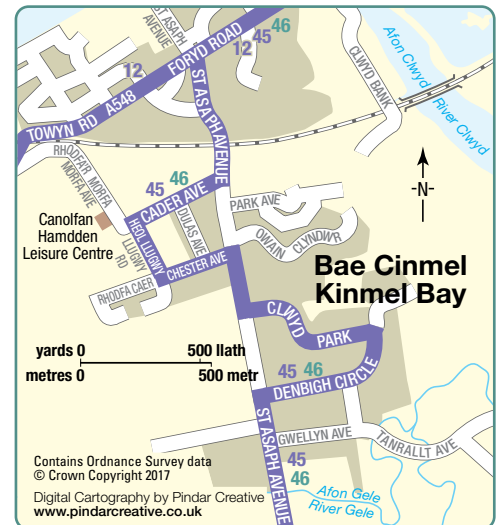 ST ASAPH
AVENUE
FORYD ROAD
46
45
12
12
TOWYN RD A548
ST ASAPH AVENUE
CLWYD BANK
Afon Clwyd
River Clwyd
RHODFA'R MORFA
MORFA AVE
-N-
46
45
CADER AVE
PARK AVE
Canolfan
Hamdden
Leisure Centre
HEOL LLUGWY
LLUGWY
RD
DULAS AVE
OWAIN GLYNDWR
CHESTER AVE
RHODFA CAER
Bae Cinmel
Kinmel Bay
CLWYD PARK
yards 0 500 llath
metres 0 500 metr
45 46
DENBIGH CIRCLE
ST ASAPH AVENUE
GWELLYN AVE
TANRALLT AVE
45
46
Afon Gele
River Gele
Contains Ordnance Survey data
© Crown Copyright 2017
Digital Cartography by Pindar Creative
www.pindarcreative.co.uk